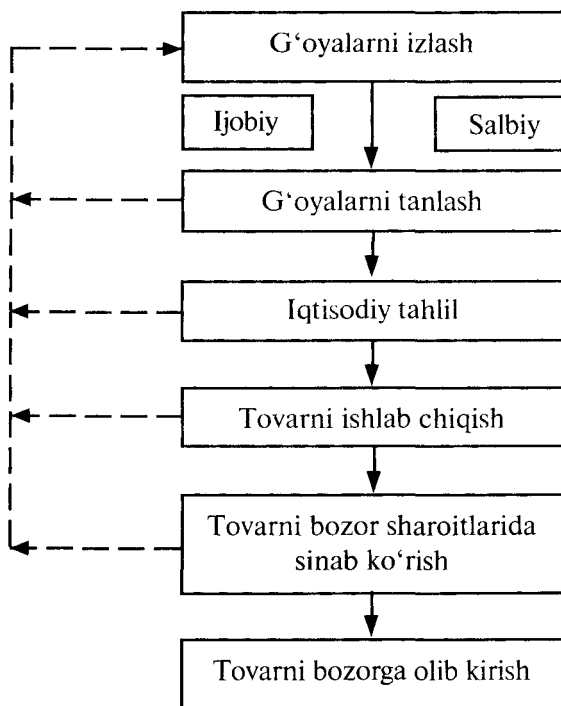 G‘oyalarni izlash
Ijobiy
Salbiy
G‘oyalarni tanlash
Iqtisodiy tahlil
Tovarni ishlab chiqish
Tovarni bozor sharoitlarida
sinab ko‘rish
Tovarni bozorga olib kirish